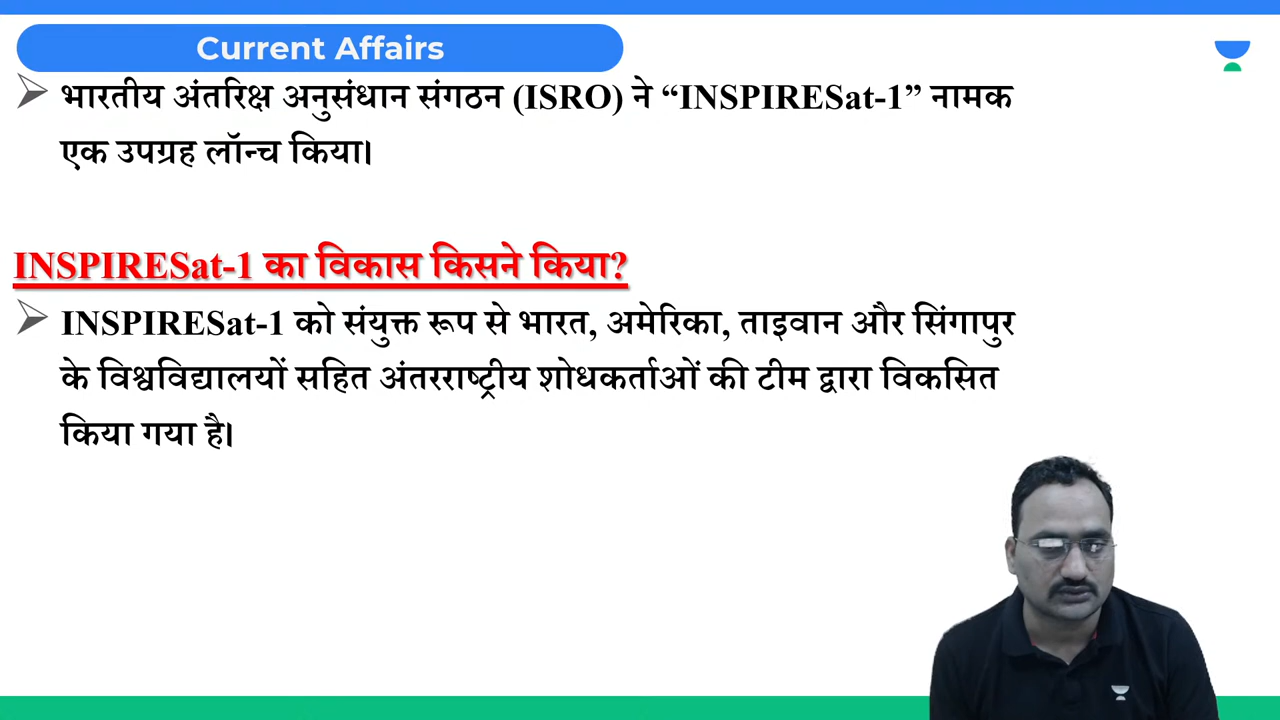 Current Affairs
भारतीय अंतरिक्ष अनुसंधान संगठन (ISRO) ने “INSPIRESat-1” नामक
एक उपग्रह लॉन्च किया।
INSPIRESat-1 का विकास किसने किया?
INSPIRESat-1 को संयुक्त रूप से भारत, अमेरिका, ताइवान और सिंगापुर
के विश्वविद्यालयों सहित अंतरराष्ट्रीय शोधकर्ताओं की टीम द्वारा विकसित
किया गया है।